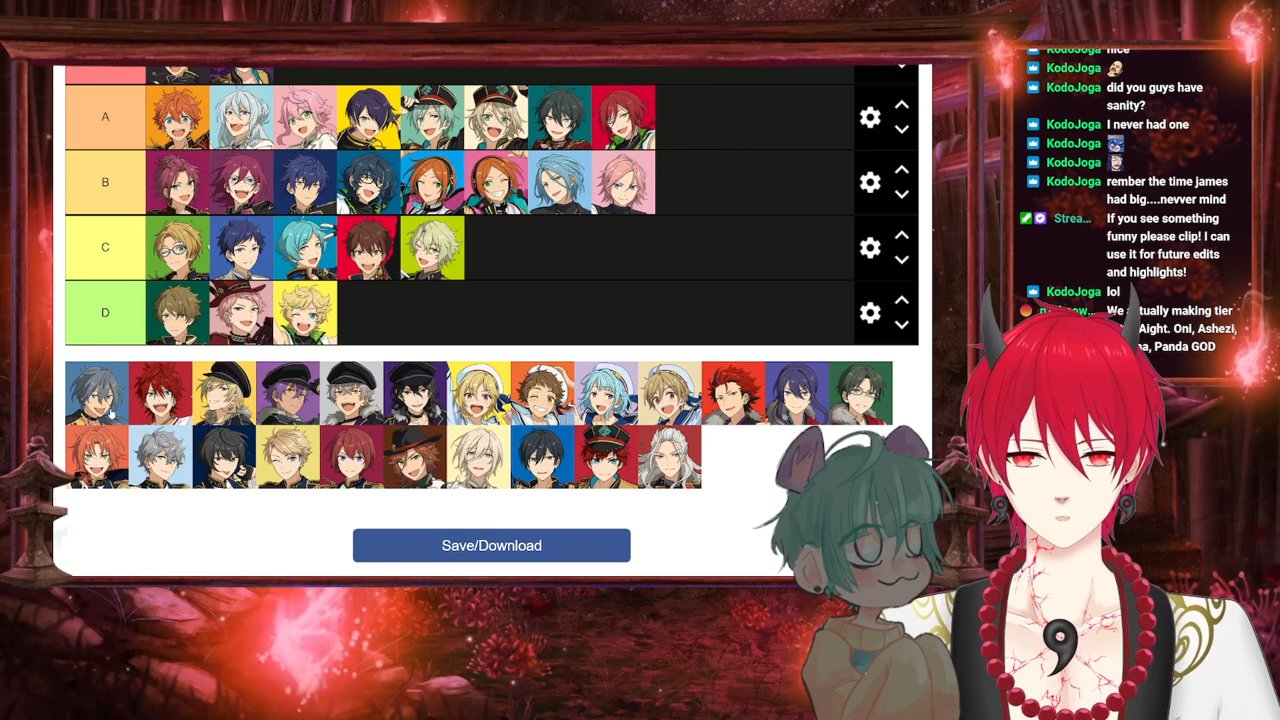 A
B
C
D
Save/Download
KodoJoga nice
KodoJoga
did you guys have
sanity?
KodoJoga I never had one
KodoJoga
KodoJoga
KodoJoga rember the time james
had big....nevver mind
Strea... If you see something
funny please clip! I can
use it for future edits
and highlights!
KodoJoga lol
tually making tier
Aight. Oni, Ashezi,
Panda GOD